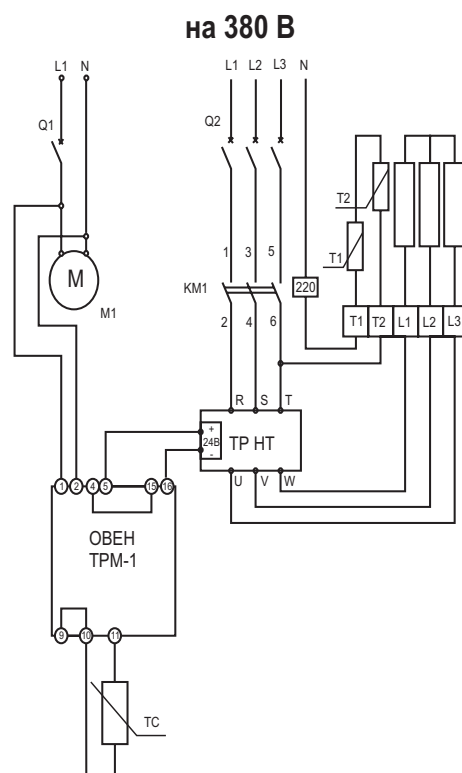 на 380 В
L1 N L1 L2 L3 N
Q1 Q2
T2
T1
1 3 5
М
М1
КМ1
220
2 4 6
T1 T2 L1 L2 L3
R S T
+
24В
-
ТР НТ
U V W
1 2 4 5 15 16
ОВЕН
ТРМ-1
9 10 11
ТС